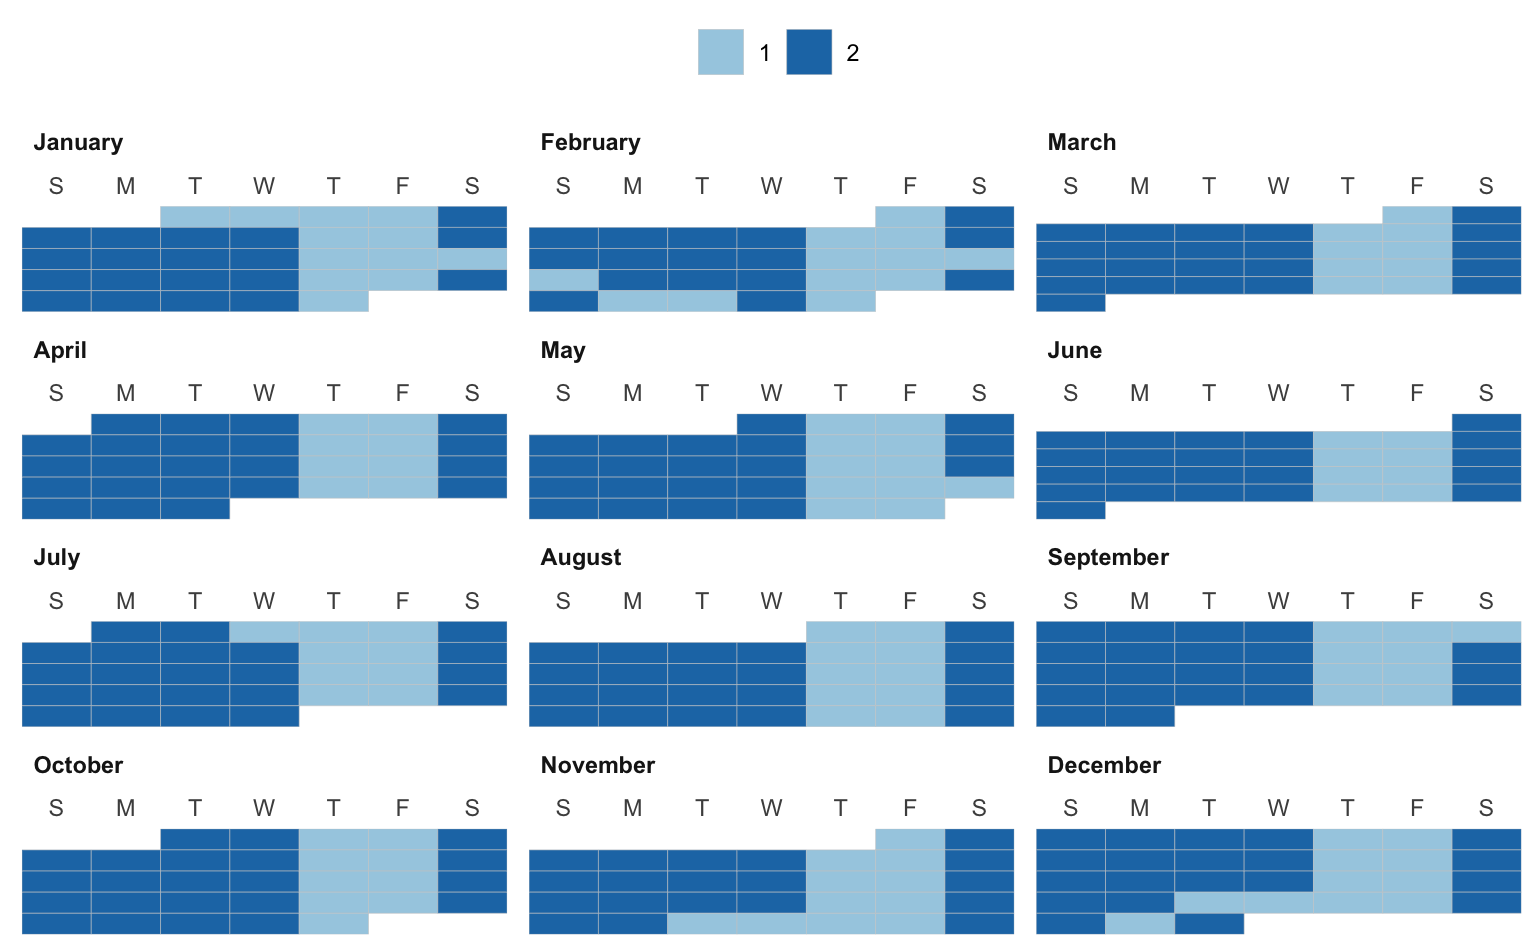 1 2
January February March
S M T W T F S S M T W T F S S M T W T F S
April May June
S M T W T F S S M T W T F S S M T W T F S
July August September
S M T W T F S S M T W T F S S M T W T F S
October November December
S M T W T F S S M T W T F S S M T W T F S